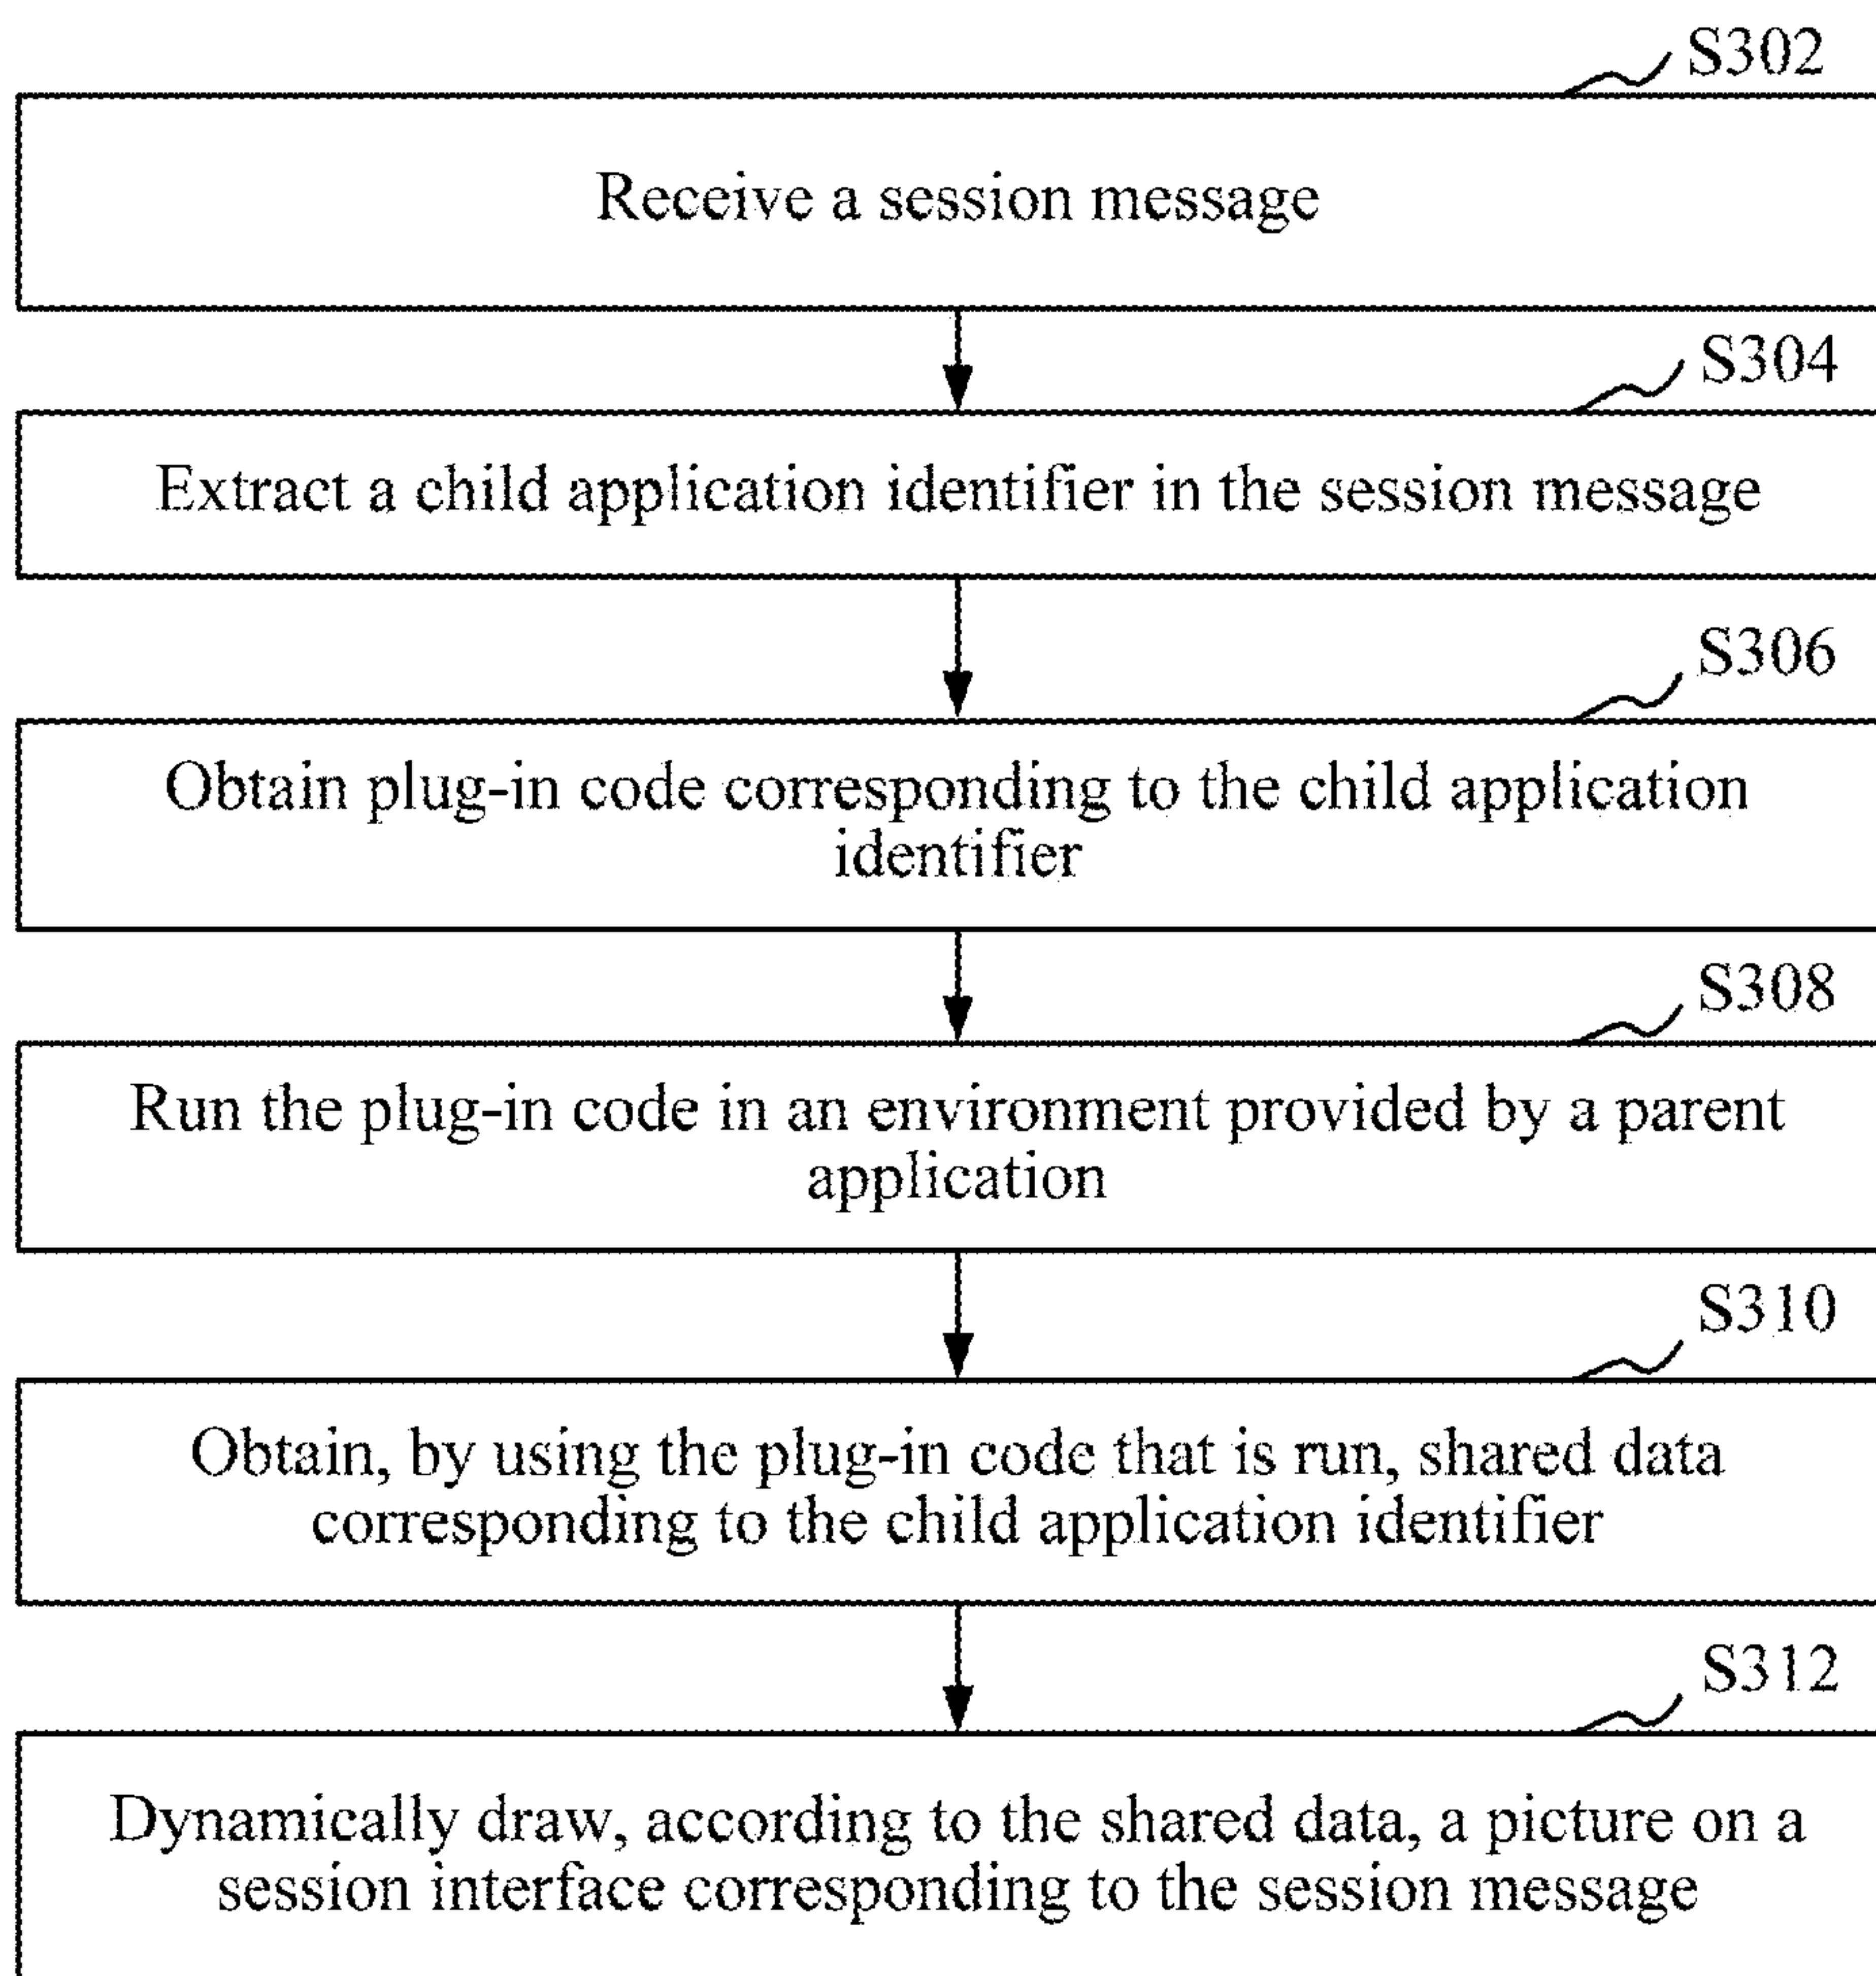 S302
Receive a session message
S304
Extract a child application identifier in the session message
S306
Obtain plug-in code corresponding to the child application
identifier
S308
Run the plug-in code in an environment provided by a parent
application
S310
Obtain, by using the plug-in code that is run, shared data
corresponding to the child application identifier
S312
Dynamically draw, according to the shared data, a picture on a
session interface corresponding to the session message